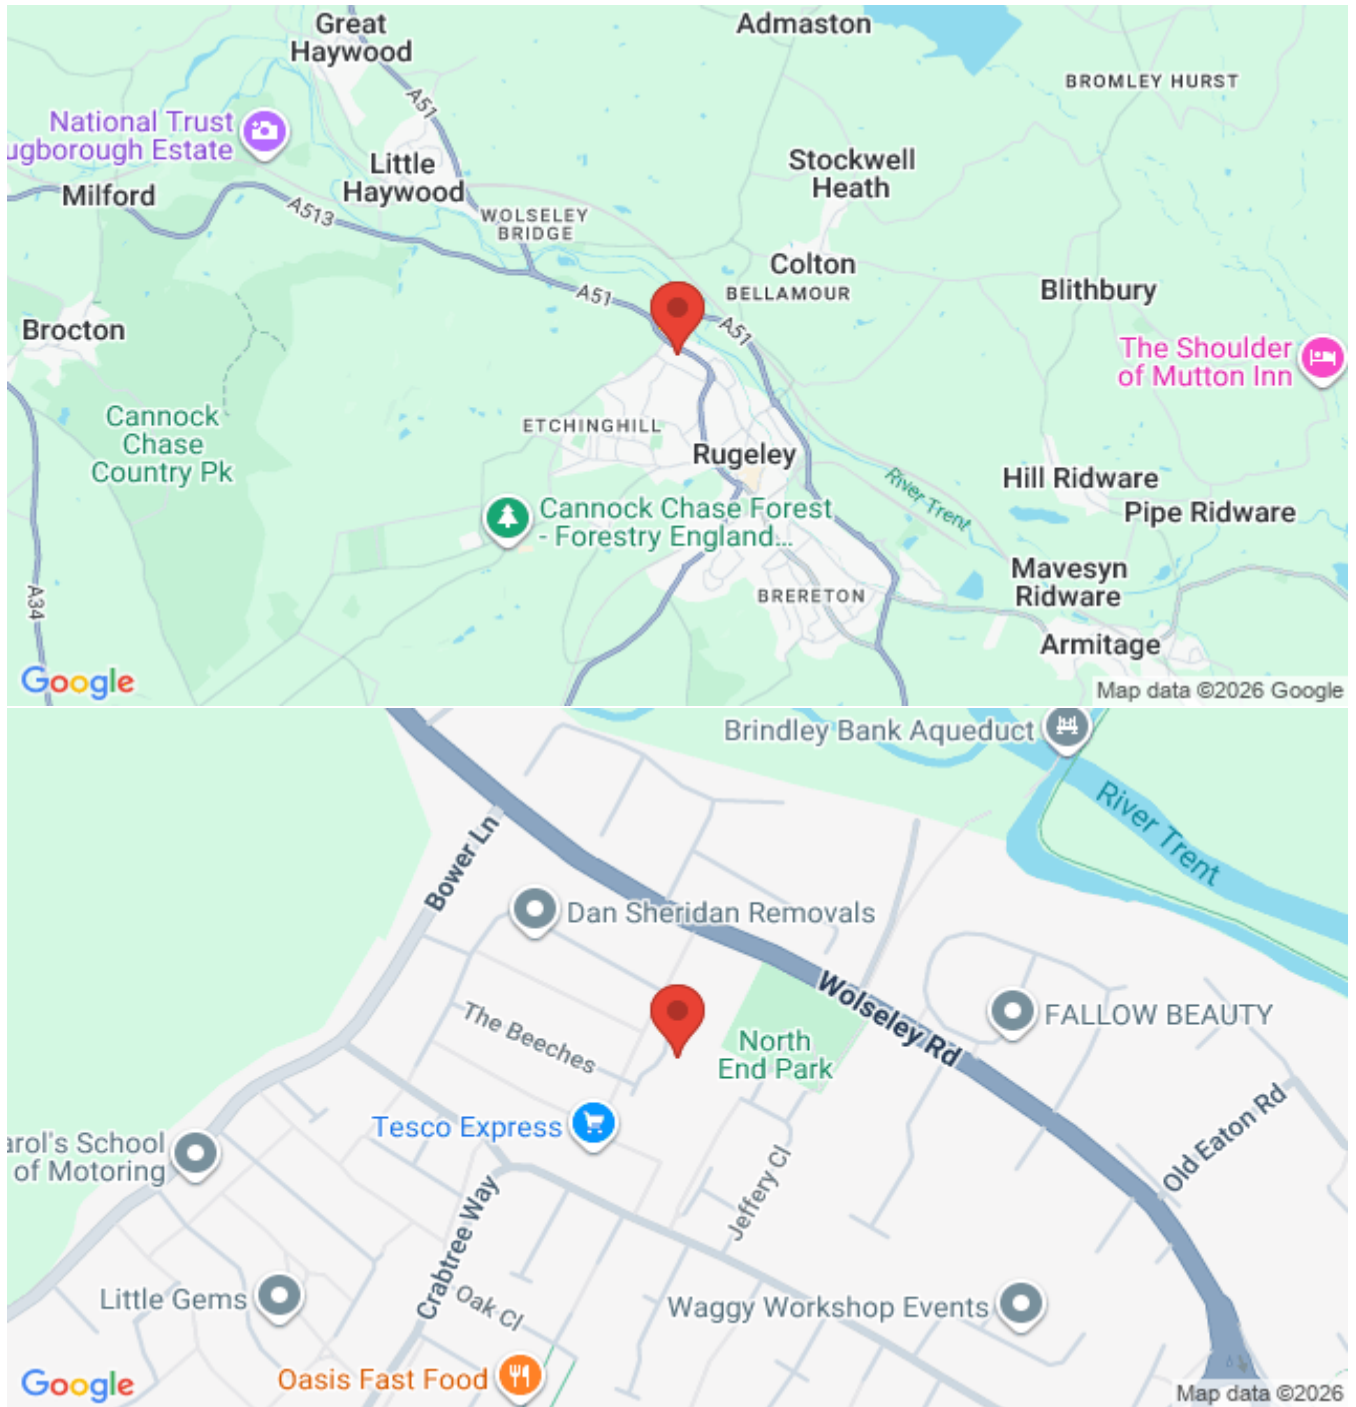 Great
Haywood
Admaston
BROMLEY HURST
A51
National Trust
ugborough Estate
Little
Haywood
Stockwell
Heath
Milford
A513
WOLSELEY
BRIDGE
Colton
BELLAMOUR
Blithbury
A51
A51
Brocton
The Shoulder
of Mutton Inn
Cannock
Chase
Country Pk
ETCHINGHILL
Rugeley
River Trent
Hill Ridware
Pipe Ridware
Cannock Chase Forest
- Forestry England...
Mavesyn
Ridware
BRERETON
A34
Armitage
Google
Map data ©2026 Google
Brindley Bank Aqueduct
River Trent
Bower Ln
Dan Sheridan Removals
Wolseley Rd
FALLOW BEAUTY
The Beeches
North
End Park
Tesco Express
Old Eaton Rd
arol's School
of Motoring
Jeffery Cl
Crabtree Way
Little Gems
Oak Cl
Waggy Workshop Events
Oasis Fast Food
Google
Map data ©2026